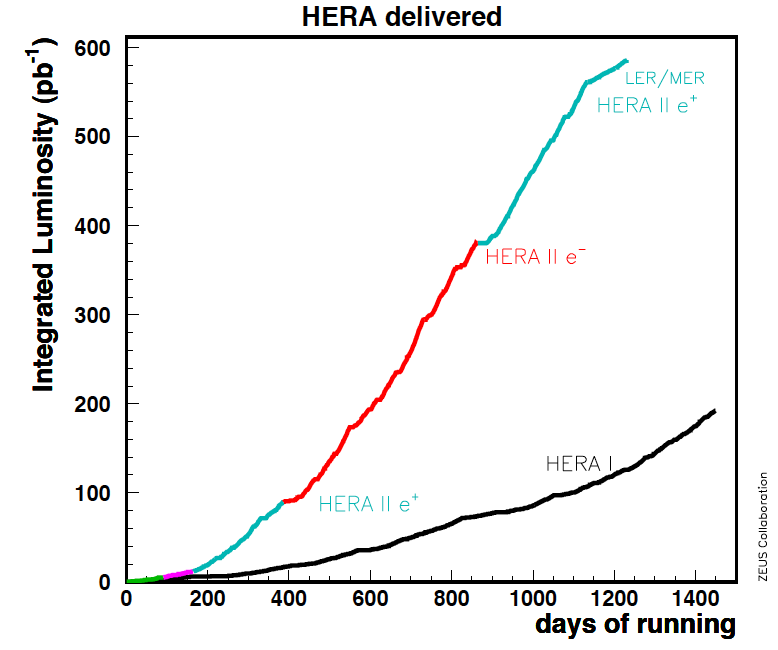 HERA delivered
Integrated Luminosity (pb⁻¹)
600
500
400
300
200
100
0
LER/MER
HERA II e⁺
HERA II e⁻
HERA I
HERA II e⁺
0 200 400 600 800 1000 1200 1400
days of running
ZEUS Collaboration